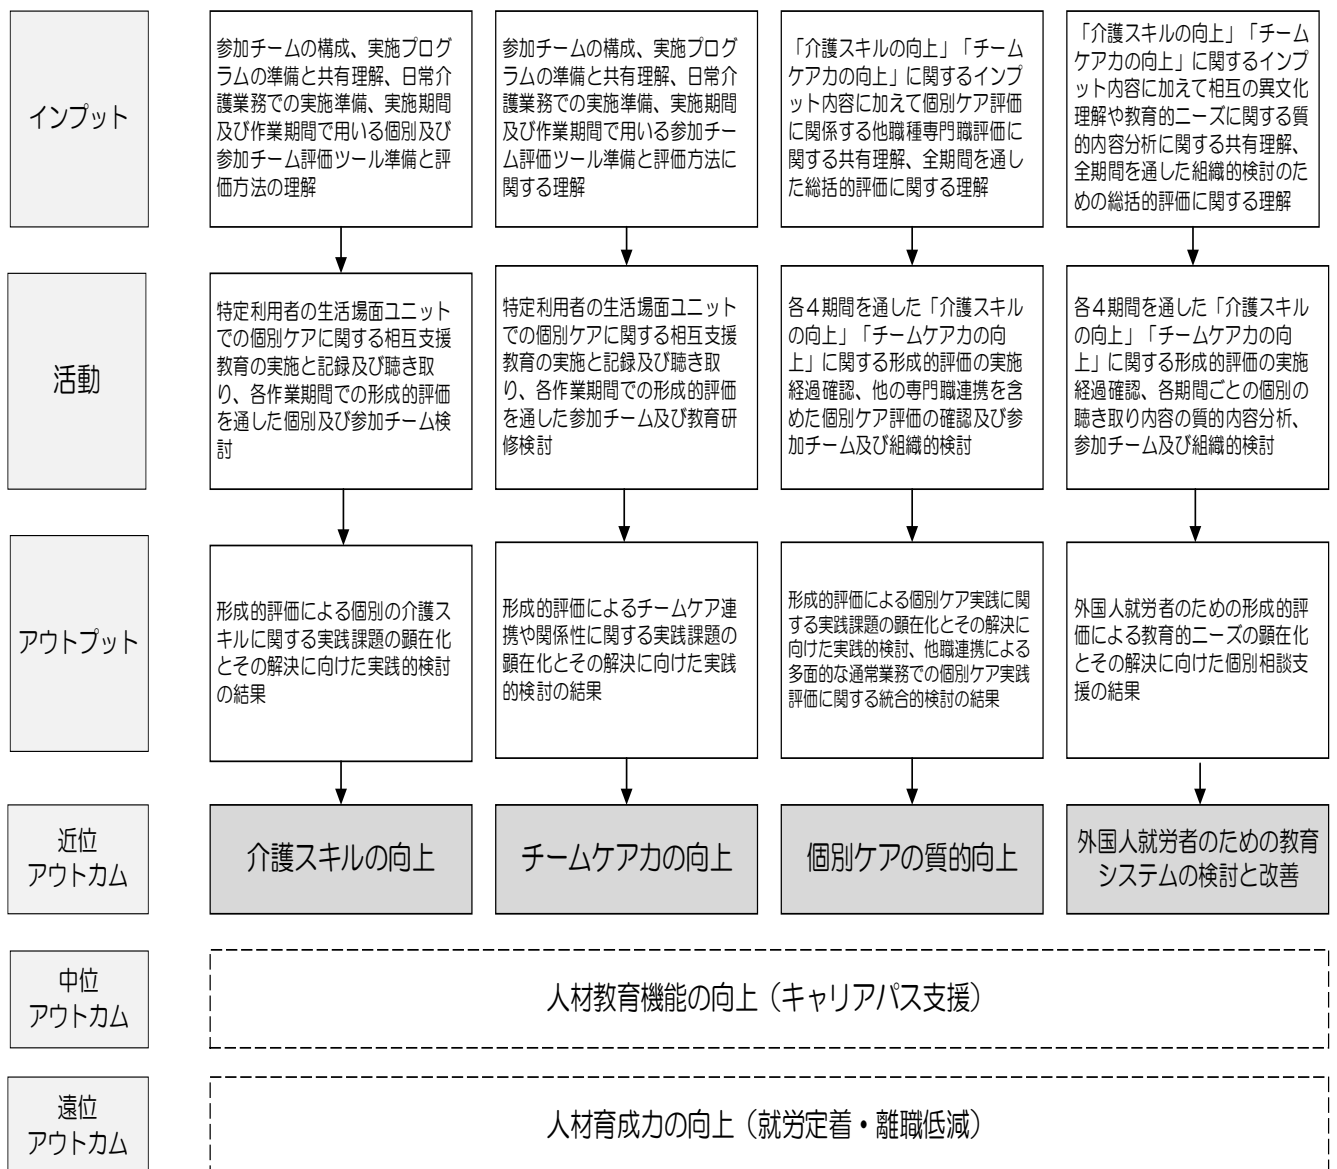 インプット
参加チームの構成、実施プログ
ラムの準備と共有理解、日常介
護業務での実施準備、実施期間
及び作業期間で用いる個別及び
参加チーム評価ツール準備と評
価方法の理解
参加チームの構成、実施プログ
ラムの準備と共有理解、日常介
護業務での実施準備、実施期間
及び作業期間で用いる参加チー
ム評価ツール準備と評価方法に
関する理解
「介護スキルの向上」「チーム
ケア力の向上」に関するインプ
ット内容に加えて個別ケア評価
に関係する他職種専門職評価に
関する共有理解、全期間を通し
た総括的評価に関する理解
「介護スキルの向上」「チーム
ケア力の向上」に関するインプ
ット内容に加えて相互の異文化
理解や教育的ニーズに関する質
的内容分析に関する共有理解、
全期間を通した組織的検討のた
めの総括的評価に関する理解
活動
特定利用者の生活場面ユニット
での個別ケアに関する相互支援
教育の実施と記録及び聴き取
り、各作業期間での形成的評価
を通した個別及び参加チーム検
討
特定利用者の生活場面ユニット
での個別ケアに関する相互支援
教育の実施と記録及び聴き取
り、各作業期間での形成的評価
を通した参加チーム及び教育研
修検討
各４期間を通した「介護スキル
の向上」「チームケア力の向
上」に関する形成的評価の実施
経過確認、他の専門職連携を含
めた個別ケア評価の確認及び参
加チーム及び組織的検討
各４期間を通した「介護スキル
の向上」「チームケア力の向
上」に関する形成的評価の実施
経過確認、各期間ごとの個別の
聴き取り内容の質的内容分析、
参加チーム及び組織的検討
アウトプット
形成的評価による個別の介護ス
キルに関する実践課題の顕在化
とその解決に向けた実践的検討
の結果
形成的評価によるチームケア連
携や関係性に関する実践課題の
顕在化とその解決に向けた実践
的検討の結果
形成的評価による個別ケア実践に関
する実践課題の顕在化とその解決に
向けた実践的検討、他職連携による
多面的な通常業務での個別ケア実践
評価に関する統合的検討の結果
外国人就労者のための形成的評
価による教育的ニーズの顕在化
とその解決に向けた個別相談支
援の結果
近位
アウトカム
介護スキルの向上
チームケア力の向上
個別ケアの質的向上
外国人就労者のための教育
システムの検討と改善
中位
アウトカム
人材教育機能の向上（キャリアパス支援）
遠位
アウトカム
人材育成力の向上（就労定着・離職低減）